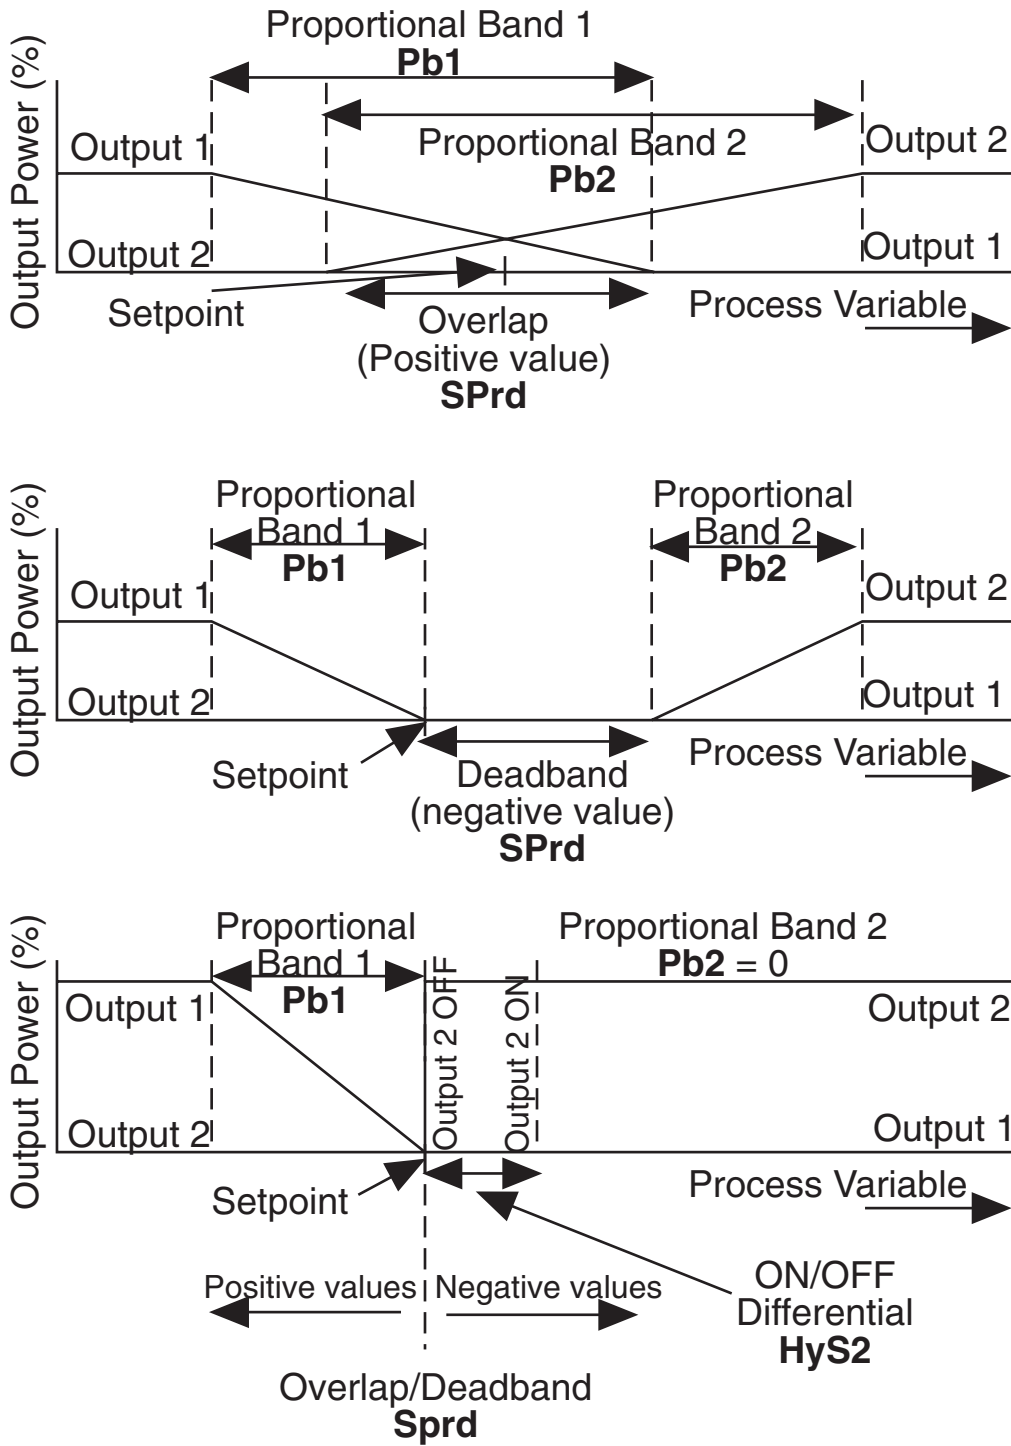 Proportional Band 1
Pb1
Output Power (%)
Output 1
Proportional Band 2
Pb2
Output 2
Output 2
Output 1
Setpoint
Overlap
(Positive value)
SPrd
Process Variable
Proportional
Band 1
Pb1
Proportional
Band 2
Pb2
Output Power (%)
Output 1
Output 2
Output 2
Output 1
Setpoint
Deadband
(negative value)
SPrd
Process Variable
Proportional
Band 1
Pb1
Proportional Band 2
Pb2 = 0
Output Power (%)
Output 1
Output 2 OFF
Output 2 ON
Output 2
Output 2
Output 1
Setpoint
Process Variable
Positive values
Negative values
ON/OFF
Differential
HyS2
Overlap/Deadband
Sprd